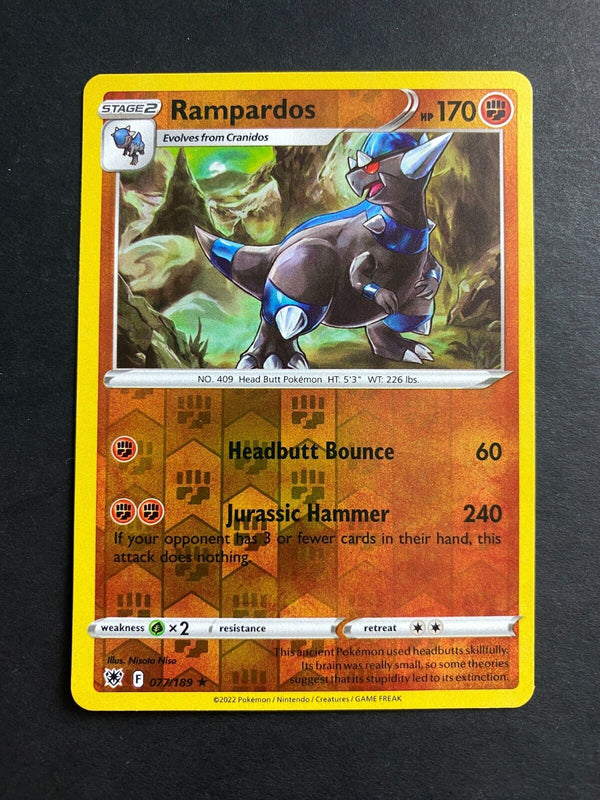 STAGE 2 Rampardos HP 170
Evolves from Cranidos
NO. 409 Head Butt Pokémon HT: 5'3" WT: 226 lbs.
Headbutt Bounce 60
Jurassic Hammer 240
If your opponent has 3 or fewer cards in their hand, this
attack does nothing.
weakness ×2 resistance retreat
Illus. Nisota Niso
This ancient Pokémon used headbutts skillfully.
Its brain was really small, so some theories
suggest that its stupidity led to its extinction.
F 077/189 ★
©2022 Pokémon / Nintendo / Creatures / GAME FREAK